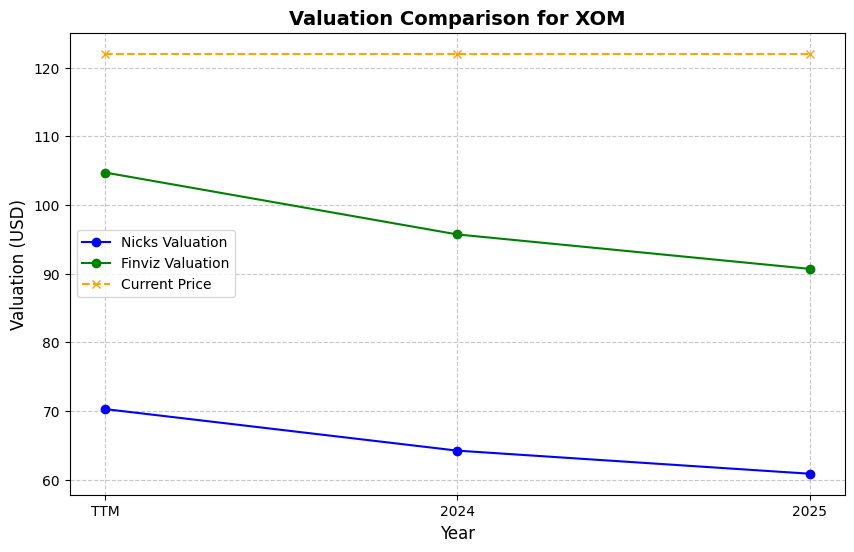 Valuation Comparison for XOM
Valuation (USD)
120
110
100
90
80
70
60
Nicks Valuation
Finviz Valuation
Current Price
TTM
2024
2025
Year